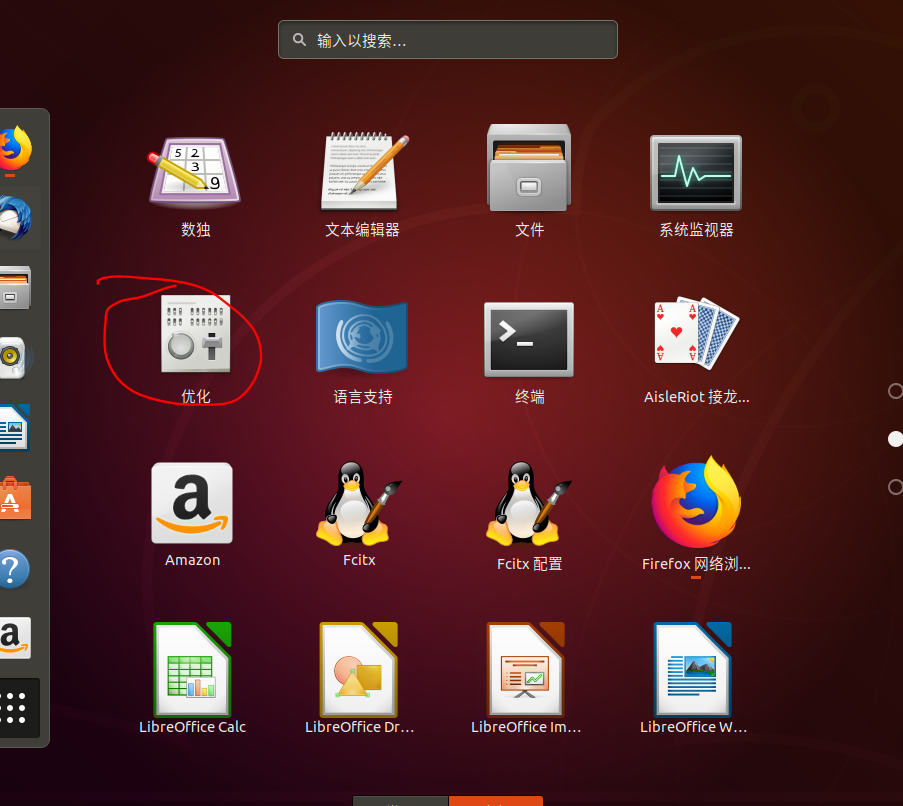 输入以搜索...
数独
文本编辑器
文件
系统监视器
优化
语言支持
终端
AisleRiot 接龙...
Amazon
Fcitx
Fcitx 配置
Firefox 网络浏...
LibreOffice Calc
LibreOffice Dr...
LibreOffice Im...
LibreOffice W...